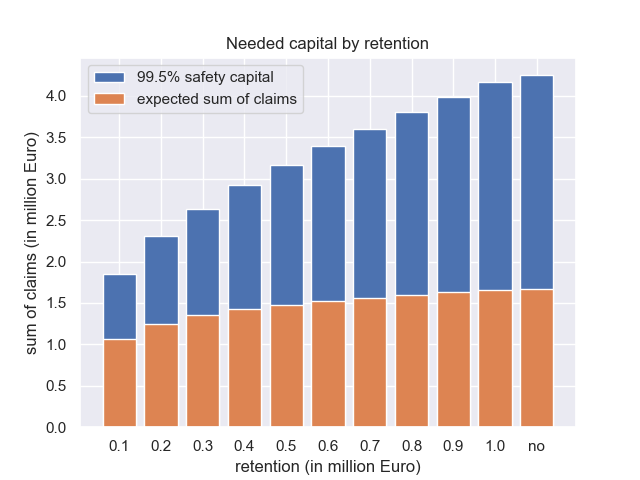 Needed capital by retention
99.5% safety capital
expected sum of claims
sum of claims (in million Euro)
4.0
3.5
3.0
2.5
2.0
1.5
1.0
0.5
0.0
0.1 0.2 0.3 0.4 0.5 0.6 0.7 0.8 0.9 1.0 no
retention (in million Euro)